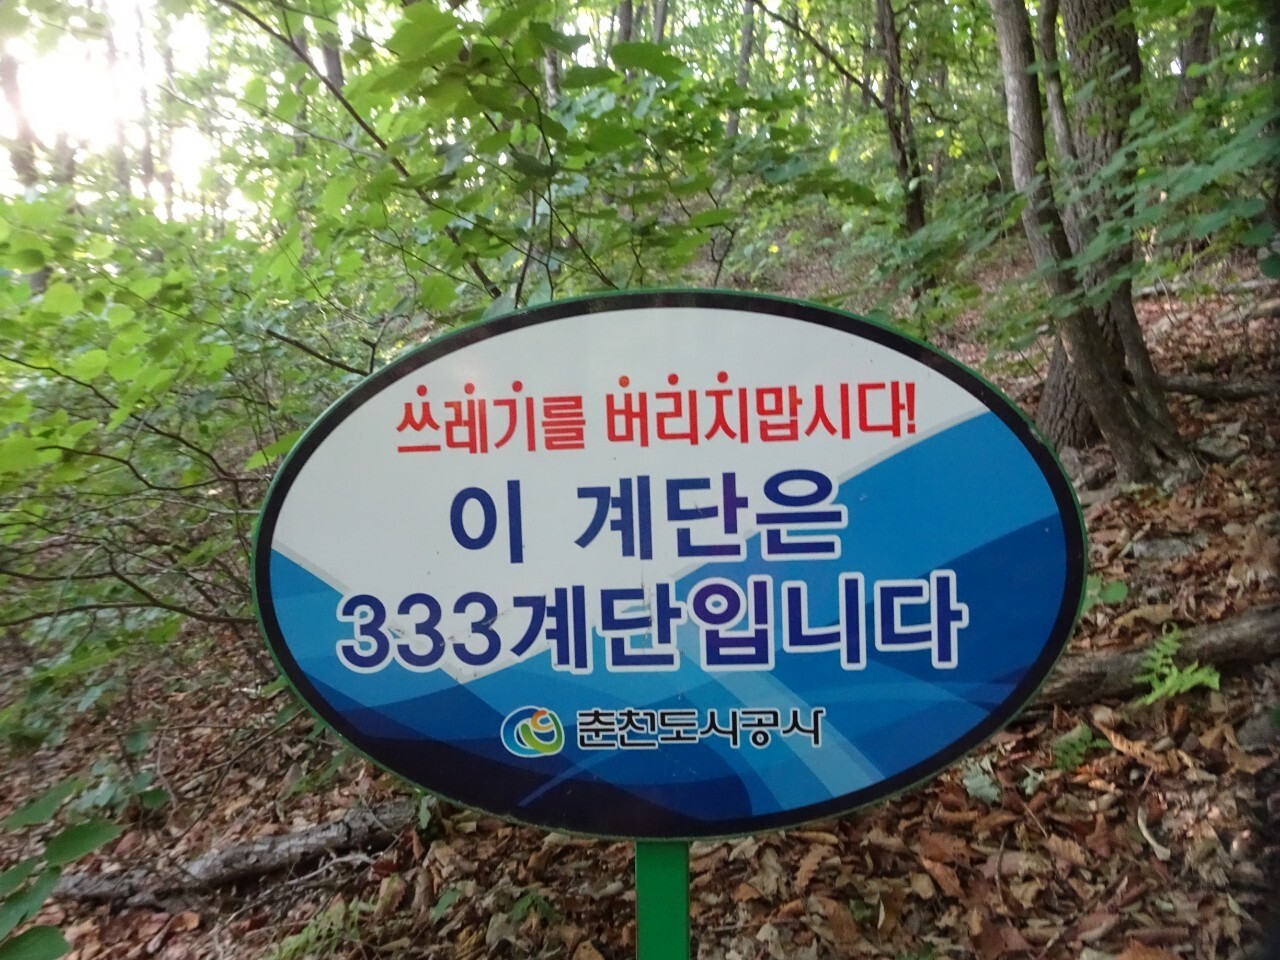 쓰레기를 버리지맙시다!
이 계단은
333계단입니다
춘천도시공사